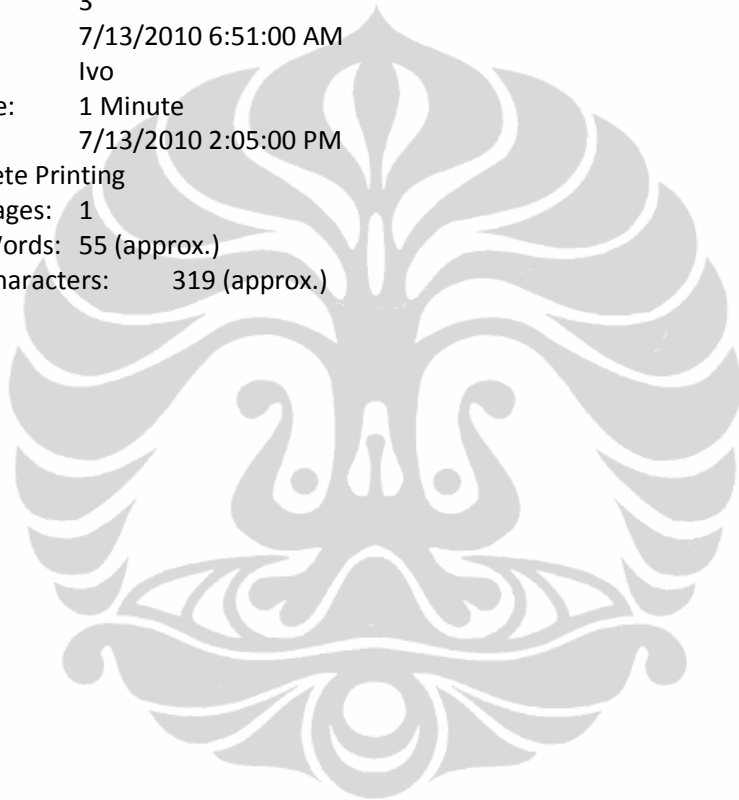 3
7/13/2010 6:51:00 AM
Ivo
e: 1 Minute
7/13/2010 2:05:00 PM
ete Printing
ages: 1
Words: 55 (approx.)
haracters: 319 (approx.)